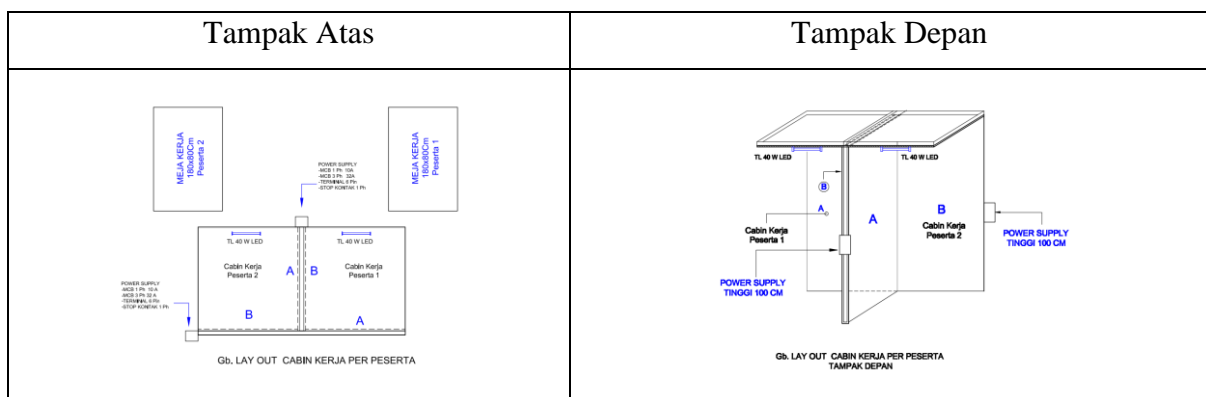 Tampak Atas
Tampak Depan
MEJA KERJA
180x80Cm
Peserta 2
MEJA KERJA
180x80Cm
Peserta 1
POWER SUPPLY
-MCB 1 Ph 10A
-MCB 3 Ph 32A
-TERMINAL 6 Pin
-STOP KONTAK 1 Ph
TL 40 W LED
TL 40 W LED
Cabin Kerja
Peserta 2
A
B
Cabin Kerja
Peserta 1
POWER SUPPLY
-MCB 1 Ph 10 A
-MCB 3 Ph 32 A
-TERMINAL 6 Pin
-STOP KONTAK 1 Ph
B
A
Gb. LAY OUT CABIN KERJA PER PESERTA
TL 40 W LED
TL 40 W LED
B
A
A
B
Cabin Kerja
Peserta 1
Cabin Kerja
Peserta 2
POWER SUPPLY
TINGGI 100 CM
POWER SUPPLY
TINGGI 100 CM
Gb. LAY OUT CABIN KERJA PER PESERTA
TAMPAK DEPAN